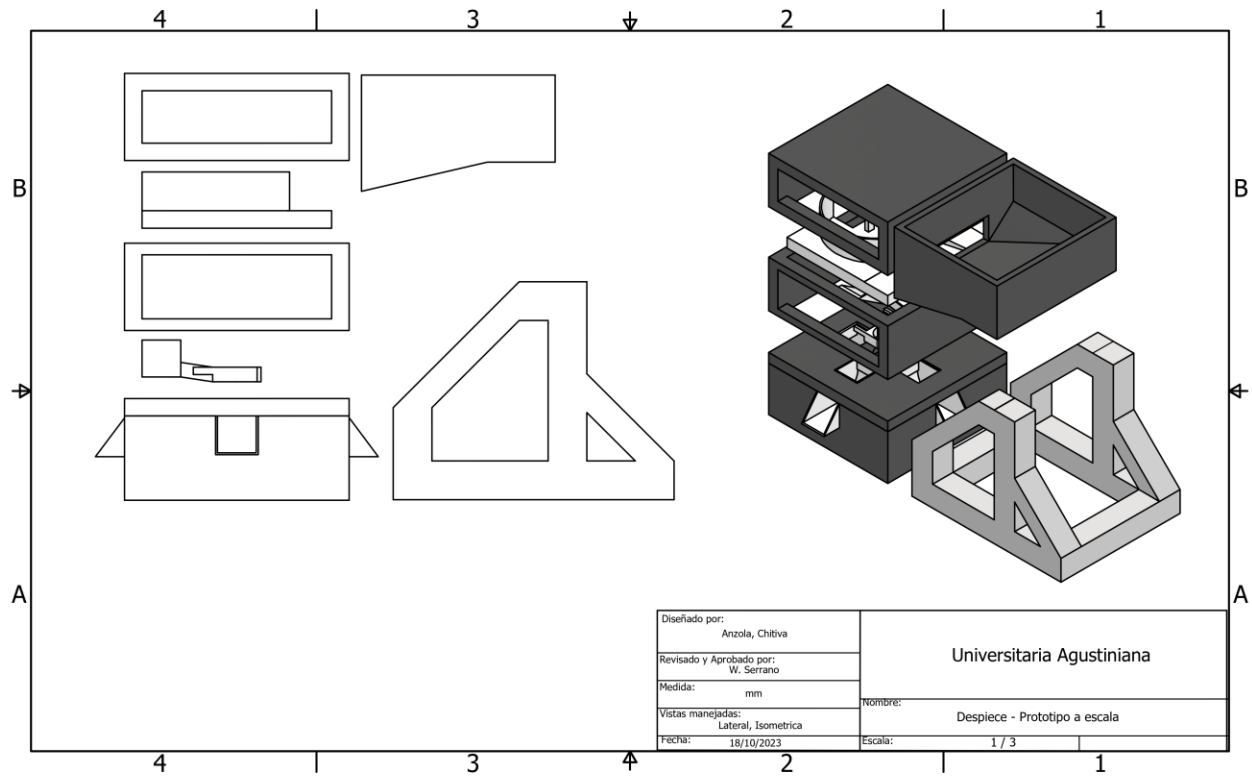 4 3 2 1
B B
A A
Diseñado por:
Anzola, Chitiva
Revisado y Aprobado por:
W. Serrano
Medida:
mm
Vistas manejadas:
Lateral, Isometrica
Fecha:
18/10/2023
Universitaria Agustiniana
Nombre:
Despiece - Prototipo a escala
Escala:
1 / 3
4 3 2 1